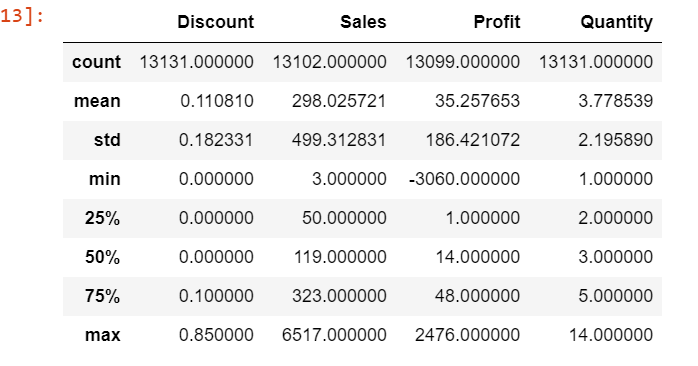 13]:
Discount Sales Profit Quantity
count 13131.000000 13102.000000 13099.000000 13131.000000
mean 0.110810 298.025721 35.257653 3.778539
std 0.182331 499.312831 186.421072 2.195890
min 0.000000 3.000000 -3060.000000 1.000000
25% 0.000000 50.000000 1.000000 2.000000
50% 0.000000 119.000000 14.000000 3.000000
75% 0.100000 323.000000 48.000000 5.000000
max 0.850000 6517.000000 2476.000000 14.000000